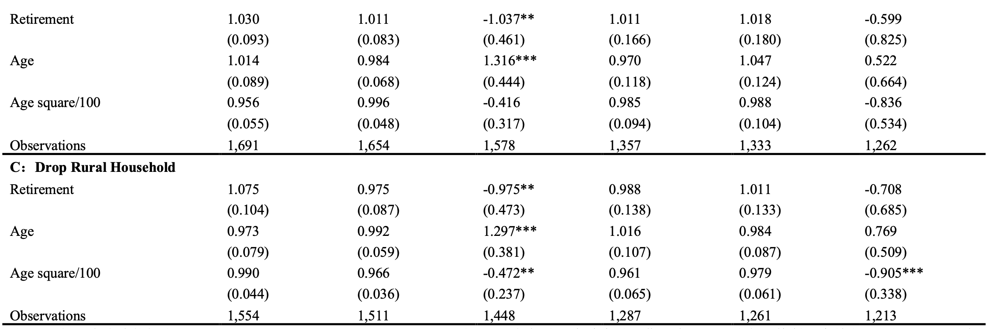 Retirement 1.030 1.011 -1.037** 1.011 1.018 -0.599
(0.093) (0.083) (0.461) (0.166) (0.180) (0.825)
Age 1.014 0.984 1.316*** 0.970 1.047 0.522
(0.089) (0.068) (0.444) (0.118) (0.124) (0.664)
Age square/100 0.956 0.996 -0.416 0.985 0.988 -0.836
(0.055) (0.048) (0.317) (0.094) (0.104) (0.534)
Observations 1,691 1,654 1,578 1,357 1,333 1,262
C：Drop Rural Household
Retirement 1.075 0.975 -0.975** 0.988 1.011 -0.708
(0.104) (0.087) (0.473) (0.138) (0.133) (0.685)
Age 0.973 0.992 1.297*** 1.016 0.984 0.769
(0.079) (0.059) (0.381) (0.107) (0.087) (0.509)
Age square/100 0.990 0.966 -0.472** 0.961 0.979 -0.905***
(0.044) (0.036) (0.237) (0.065) (0.061) (0.338)
Observations 1,554 1,511 1,448 1,287 1,261 1,213